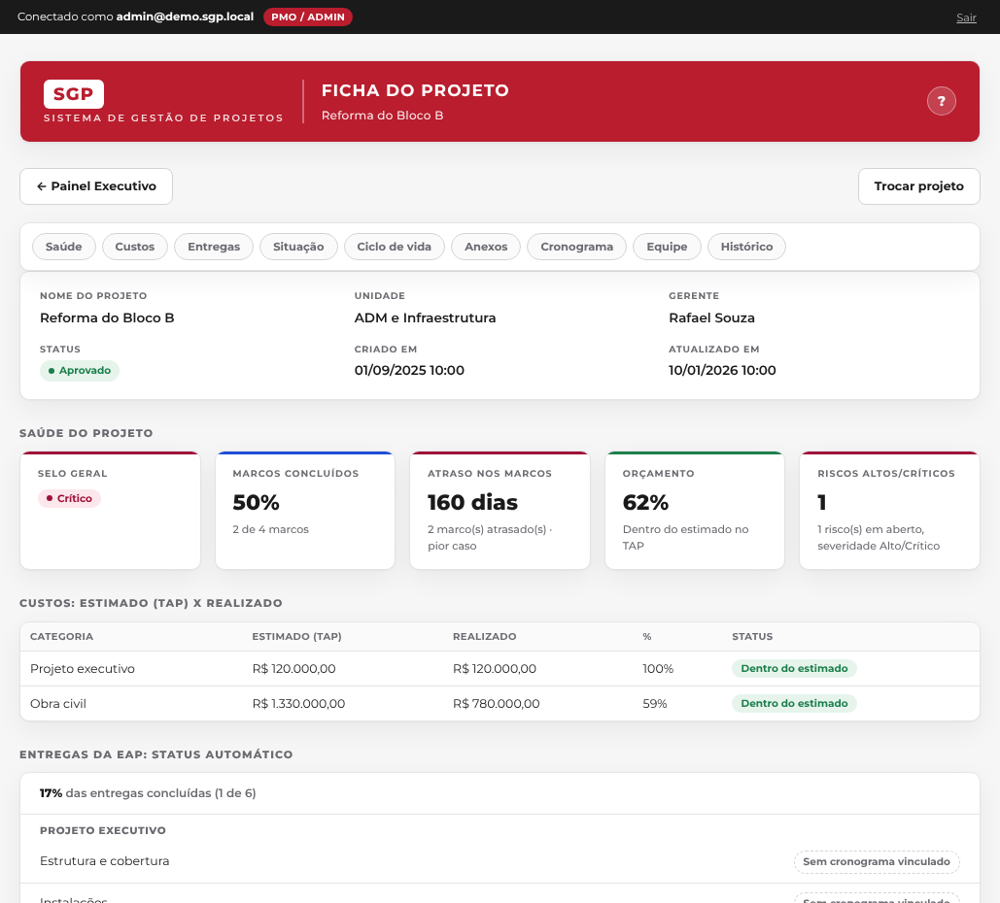 Conectado como admin@demo.sgp.local PMO / ADMIN Sair
SGP
SISTEMA DE GESTÃO DE PROJETOS
FICHA DO PROJETO
Reforma do Bloco B
?
← Painel Executivo
Trocar projeto
Saúde Custos Entregas Situação Ciclo de vida Anexos Cronograma Equipe Histórico
NOME DO PROJETO UNIDADE GERENTE
Reforma do Bloco B ADM e Infraestrutura Rafael Souza
STATUS CRIADO EM ATUALIZADO EM
Aprovado 01/09/2025 10:00 10/01/2026 10:00
SAÚDE DO PROJETO
SELO GERAL
Crítico
MARCOS CONCLUÍDOS
50%
2 de 4 marcos
ATRASO NOS MARCOS
160 dias
2 marco(s) atrasado(s) ·
pior caso
ORÇAMENTO
62%
Dentro do estimado no
TAP
RISCOS ALTOS/CRÍTICOS
1
1 risco(s) em aberto,
severidade Alto/Crítico
CUSTOS: ESTIMADO (TAP) X REALIZADO
CATEGORIA ESTIMADO (TAP) REALIZADO % STATUS
Projeto executivo R$ 120.000,00 R$ 120.000,00 100% Dentro do estimado
Obra civil R$ 1.330.000,00 R$ 780.000,00 59% Dentro do estimado
ENTREGAS DA EAP: STATUS AUTOMÁTICO
17% das entregas concluídas (1 de 6)
PROJETO EXECUTIVO
Estrutura e cobertura Sem cronograma vinculado
Instalações Sem cronograma vinculado